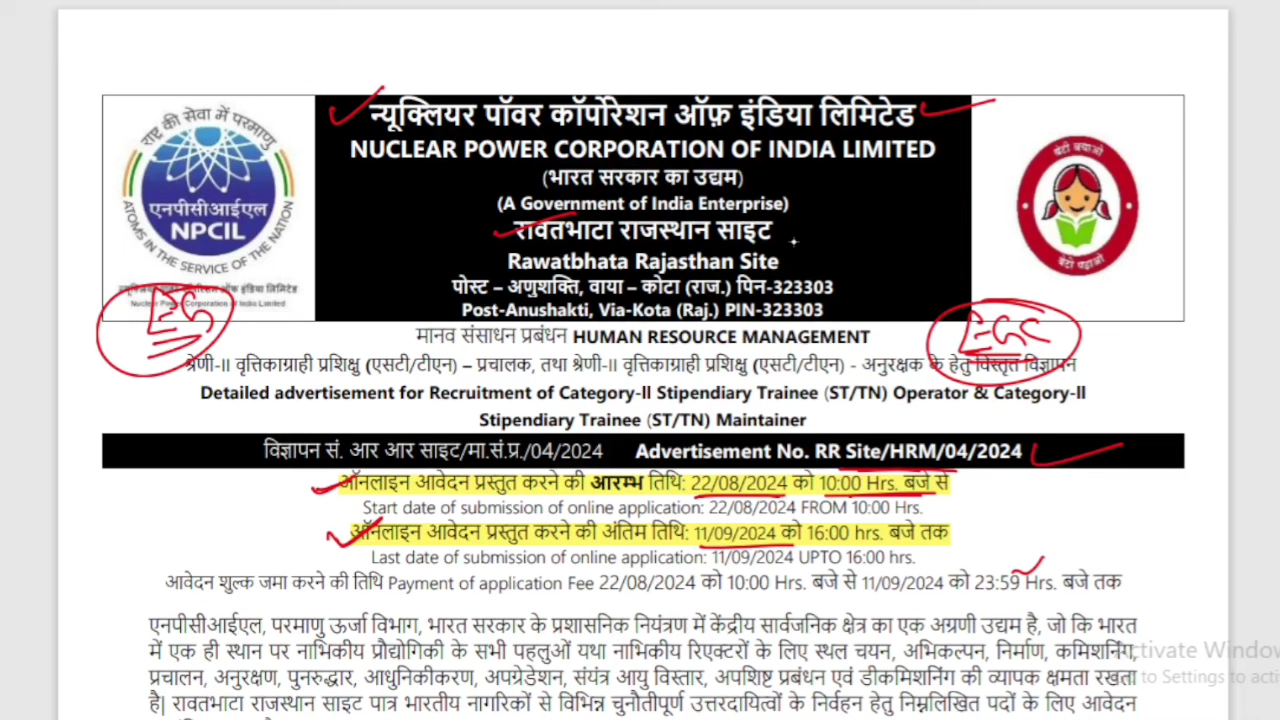 राष्ट्र की सेवा में परमाणु
एनपीसीआईएल
NPCIL
ATOMS IN THE SERVICE OF THE NATION
न्यूक्लियर पॉवर कॉर्पोरेशन ऑफ़ इंडिया लिमिटेड
Nuclear Power Corporation of India Limited
न्यूक्लियर पॉवर कॉर्पोरेशन ऑफ़ इंडिया लिमिटेड
NUCLEAR POWER CORPORATION OF INDIA LIMITED
(भारत सरकार का उद्यम)
(A Government of India Enterprise)
रावतभाटा राजस्थान साइट
Rawatbhata Rajasthan Site
पोस्ट – अणुशक्ति, वाया – कोटा (राज.) पिन-323303
Post-Anushakti, Via-Kota (Raj.) PIN-323303
बेटी बचाओ
बेटी पढ़ाओ
EG
EGC
मानव संसाधन प्रबंधन HUMAN RESOURCE MANAGEMENT
श्रेणी-II वृत्तिकाग्राही प्रशिक्षु (एसटी/टीएन) – प्रचालक, तथा श्रेणी-II वृत्तिकाग्राही प्रशिक्षु (एसटी/टीएन) - अनुरक्षक के हेतु विस्तृत विज्ञापन
Detailed advertisement for Recruitment of Category-II Stipendiary Trainee (ST/TN) Operator & Category-II
Stipendiary Trainee (ST/TN) Maintainer
विज्ञापन सं. आर आर साइट/मा.सं.प्र./04/2024 Advertisement No. RR Site/HRM/04/2024
ऑनलाइन आवेदन प्रस्तुत करने की आरम्भ तिथि: 22/08/2024 को 10:00 Hrs. बजे से
Start date of submission of online application: 22/08/2024 FROM 10:00 Hrs.
ऑनलाइन आवेदन प्रस्तुत करने की अंतिम तिथि: 11/09/2024 को 16:00 hrs. बजे तक
Last date of submission of online application: 11/09/2024 UPTO 16:00 hrs.
आवेदन शुल्क जमा करने की तिथि Payment of application Fee 22/08/2024 को 10:00 Hrs. बजे से 11/09/2024 को 23:59 Hrs. बजे तक
एनपीसीआईएल, परमाणु ऊर्जा विभाग, भारत सरकार के प्रशासनिक नियंत्रण में केंद्रीय सार्वजनिक क्षेत्र का एक अग्रणी उद्यम है, जो कि भारत
में एक ही स्थान पर नाभिकीय प्रौद्योगिकी के सभी पहलुओं यथा नाभिकीय रिएक्टरों के लिए स्थल चयन, अभिकल्पन, निर्माण, कमिशनिंग,
प्रचालन, अनुरक्षण, पुनरुद्धार, आधुनिकीकरण, अपग्रेडेशन, संयंत्र आयु विस्तार, अपशिष्ट प्रबंधन एवं डीकमिशनिंग की व्यापक क्षमता रखता
है| रावतभाटा राजस्थान साइट पात्र भारतीय नागरिकों से विभिन्न चुनौतीपूर्ण उत्तरदायित्वों के निर्वहन हेतु निम्नलिखित पदों के लिए आवेदन